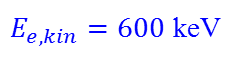 E_{e,kin} = 600 keV